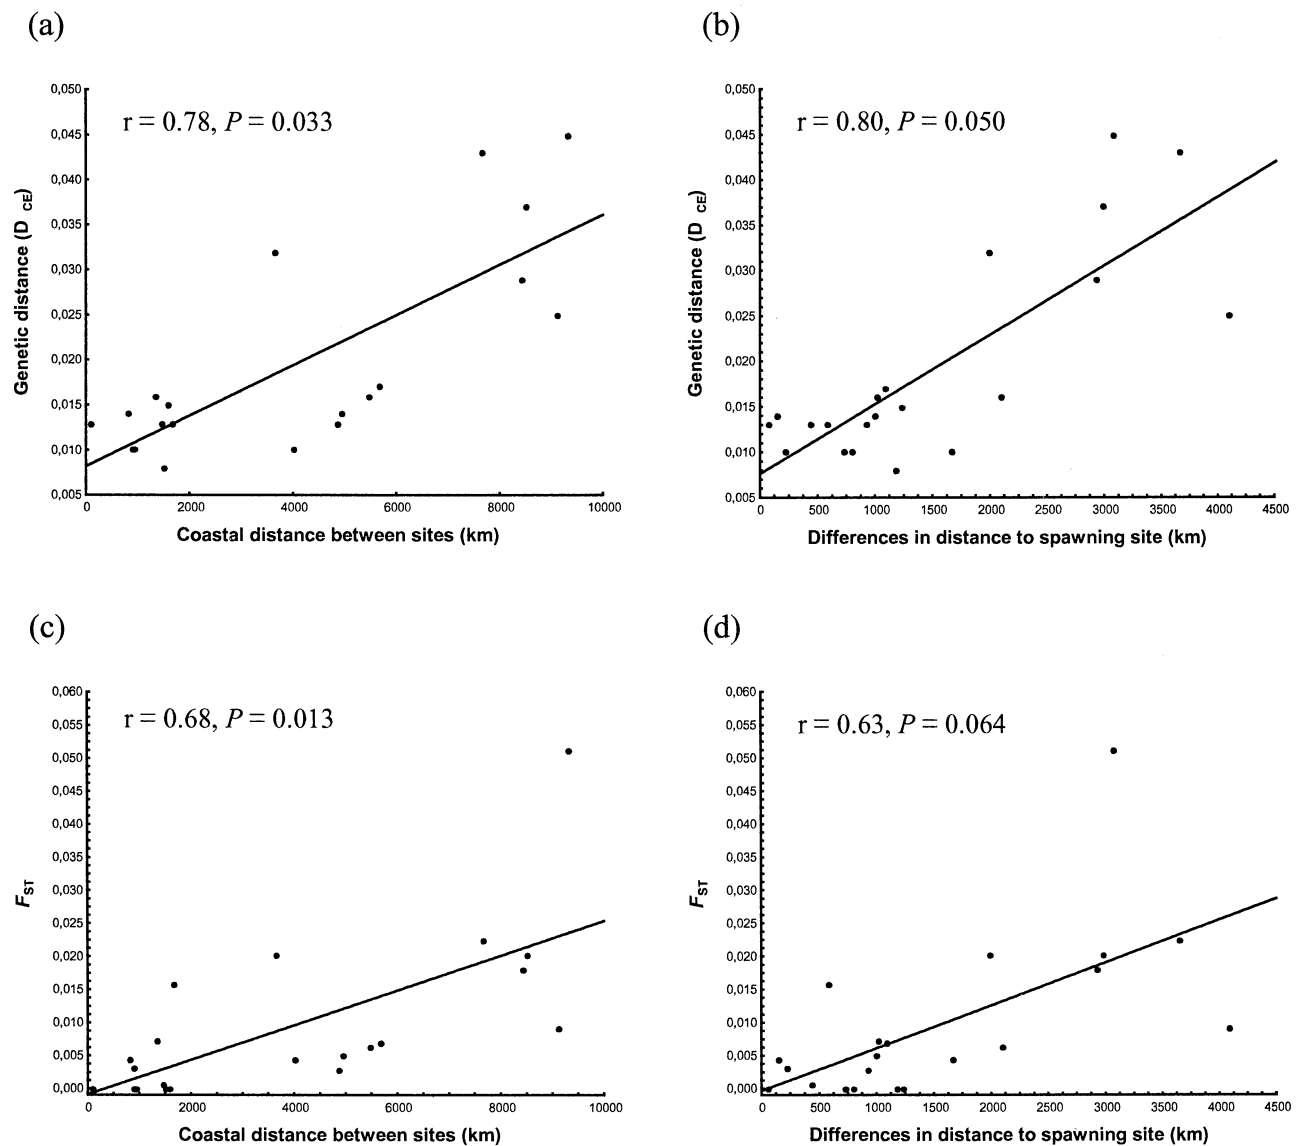 (a)
r = 0.78, P = 0.033
0,050
0,045
0,040
0,035
0,030
0,025
0,020
0,015
0,010
0,005
Genetic distance (D CE)
0 2000 4000 6000 8000 10000
Coastal distance between sites (km)
(b)
r = 0.80, P = 0.050
0,050
0,045
0,040
0,035
0,030
0,025
0,020
0,015
0,010
0,005
Genetic distance (D CE)
0 500 1000 1500 2000 2500 3000 3500 4000 4500
Differences in distance to spawning site (km)
(c)
r = 0.68, P = 0.013
0,060
0,055
0,050
0,045
0,040
0,035
0,030
0,025
0,020
0,015
0,010
0,005
0,000
FST
0 2000 4000 6000 8000 10000
Coastal distance between sites (km)
(d)
r = 0.63, P = 0.064
0,060
0,055
0,050
0,045
0,040
0,035
0,030
0,025
0,020
0,015
0,010
0,005
0,000
FST
0 500 1000 1500 2000 2500 3000 3500 4000 4500
Differences in distance to spawning site (km)